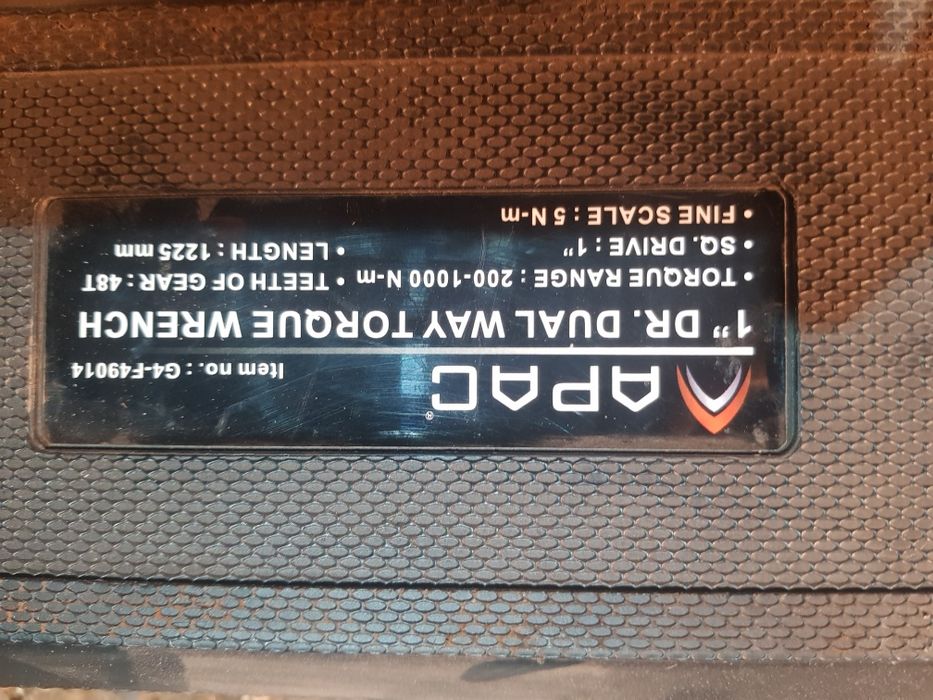 APAC®
Item no. : G4-F49014
1” DR. DUAL WAY TORQUE WRENCH
• TORQUE RANGE : 200-1000 N-m • TEETH OF GEAR : 48T
• SQ. DRIVE : 1” • LENGTH : 1225 mm
• FINE SCALE : 5 N-m